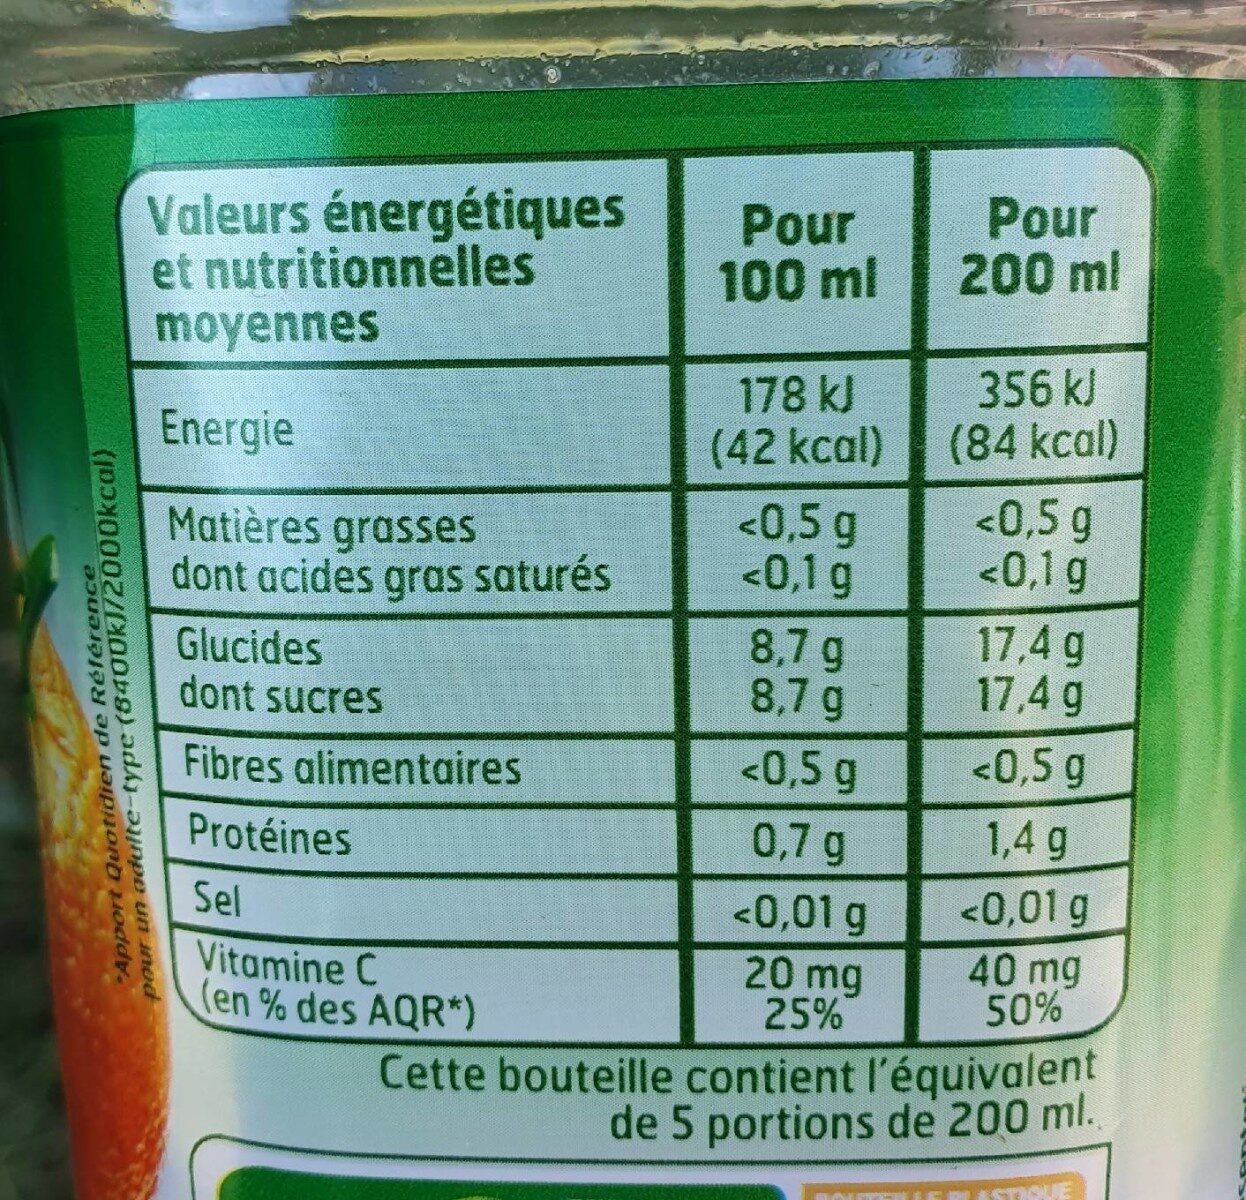 Valeurs énergétiques
et nutritionnelles
moyennes
Pour
100 ml
Pour
200 ml
Energie
178 kJ
(42 kcal)
356 kJ
(84 kcal)
Matières grasses
<0,5 g
<0,5 g
dont acides gras saturés
<0,1 g
<0,1 g
Glucides
8,7 g
17,4 g
dont sucres
8,7 g
17,4 g
Fibres alimentaires
<0,5 g
<0,5 g
Protéines
0,7 g
1,4 g
Sel
<0,01 g
<0,01 g
Vitamine C
20 mg
40 mg
(en % des AQR*)
25%
50%
Cette bouteille contient l'équivalent
de 5 portions de 200 ml.
*Apport Quotidien de Référence
pour un adulte-type (8400kJ/2000kcal)
BOUTEILLE PLASTIQUE